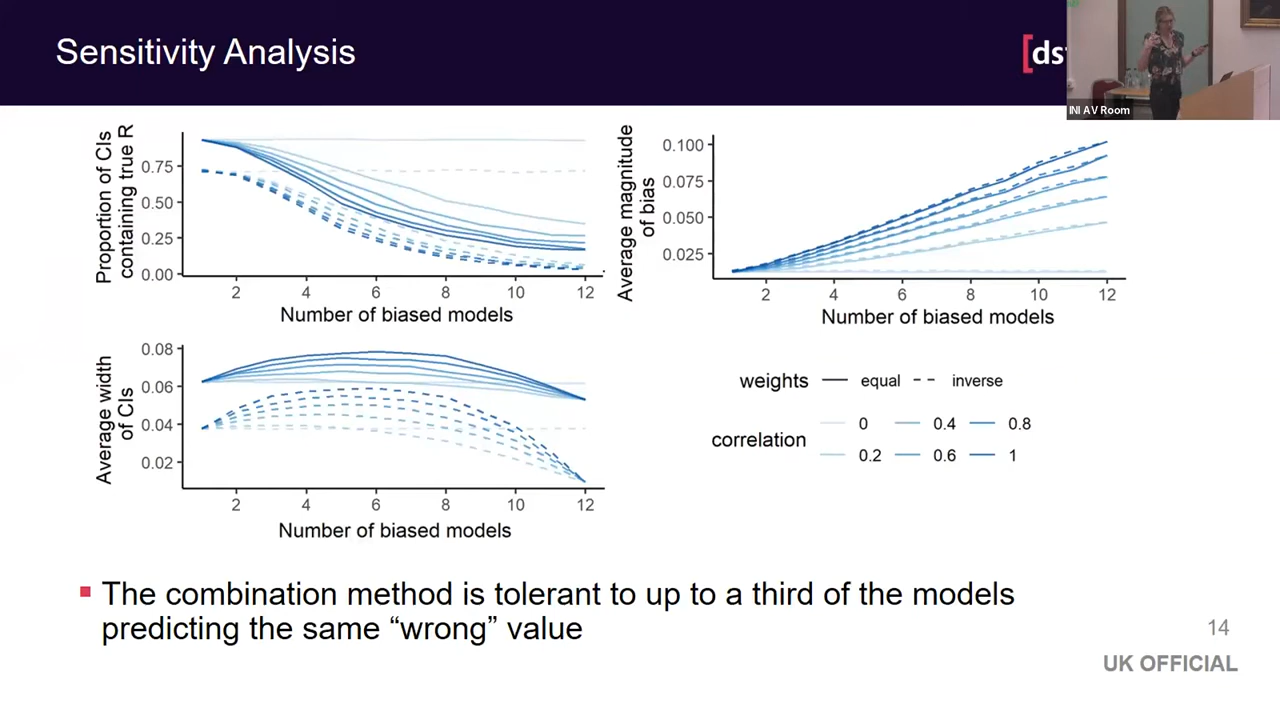 Sensitivity Analysis
[ds
INI AV Room
Proportion of CIs
containing true R
0.75
0.50
0.25
0.00
2 4 6 8 10 12
Number of biased models
Average magnitude
of bias
0.100
0.075
0.050
0.025
2 4 6 8 10 12
Number of biased models
Average width
of CIs
0.08
0.06
0.04
0.02
2 4 6 8 10 12
Number of biased models
weights equal inverse
correlation
0 0.4 0.8
0.2 0.6 1
The combination method is tolerant to up to a third of the models
predicting the same “wrong” value
14
UK OFFICIAL